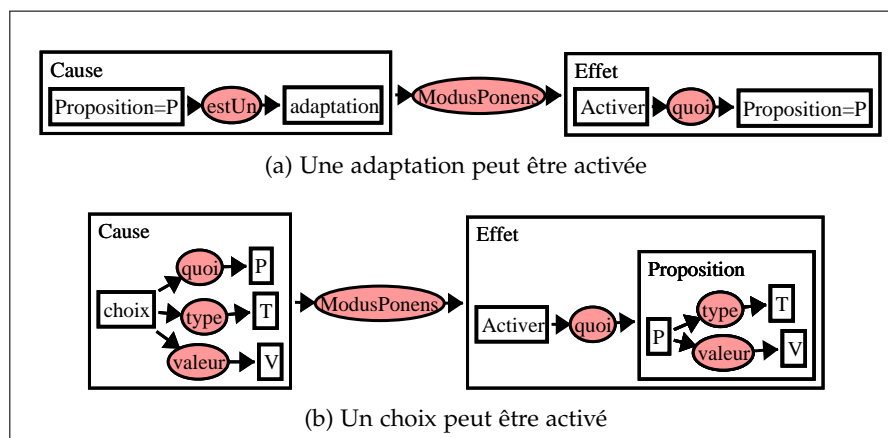 Cause
Proposition=P estUn adaptation
ModusPonens
Effet
Activer quoi Proposition=P
(a) Une adaptation peut être activée
Cause
choix
quoi P
type T
valeur V
ModusPonens
Effet
Activer quoi
Proposition
P
type T
valeur V
(b) Un choix peut être activé